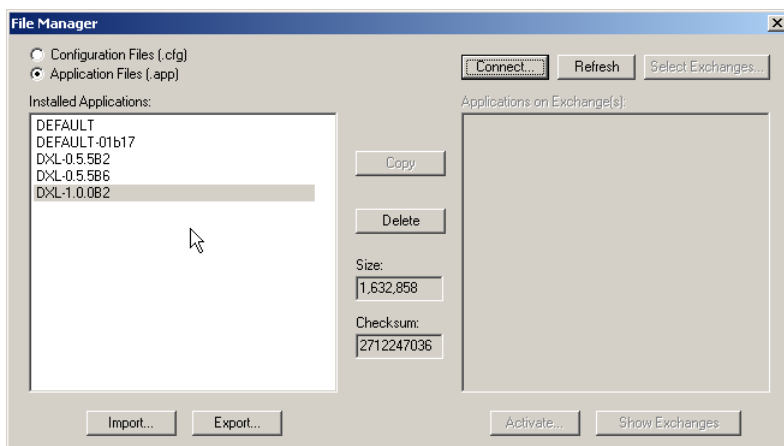 File Manager
Configuration Files (.cfg)
Application Files (.app)
Connect...
Refresh
Select Exchanges...
Installed Applications:
Applications on Exchange(s):
DEFAULT
DEFAULT-01b17
DXL-0.5.5B2
DXL-0.5.5B6
DXL-1.0.0B2
Copy
Delete
Size:
1,632,858
Checksum:
2712247036
Import...
Export...
Activate...
Show Exchanges